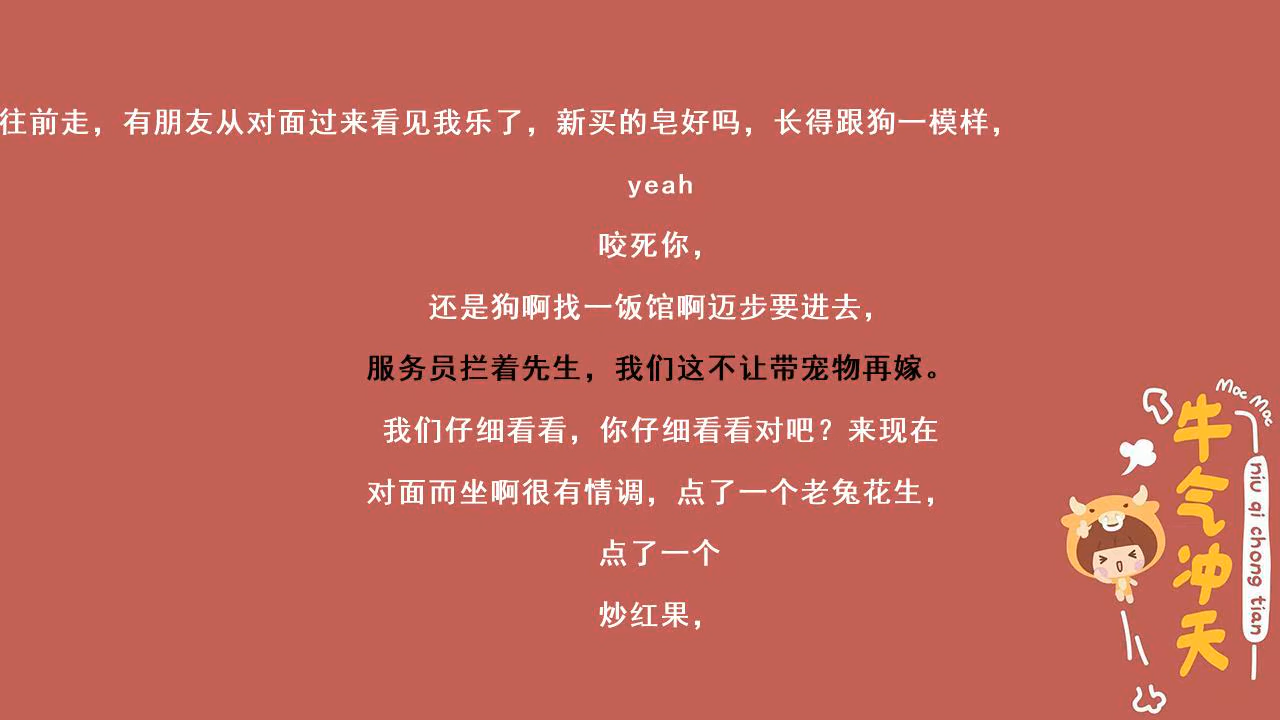 往前走，有朋友从对面过来看见我乐了，新买的皂好吗，长得跟狗一模样，
yeah
咬死你，
还是狗啊找一饭馆啊迈步要进去，
服务员拦着先生，我们这不让带宠物再嫁。
我们仔细看看，你仔细看看对吧？来现在
对面而坐啊很有情调，点了一个老兔花生，
点了一个
炒红果，
Moc Moc
牛气冲天
niu qi chong tian